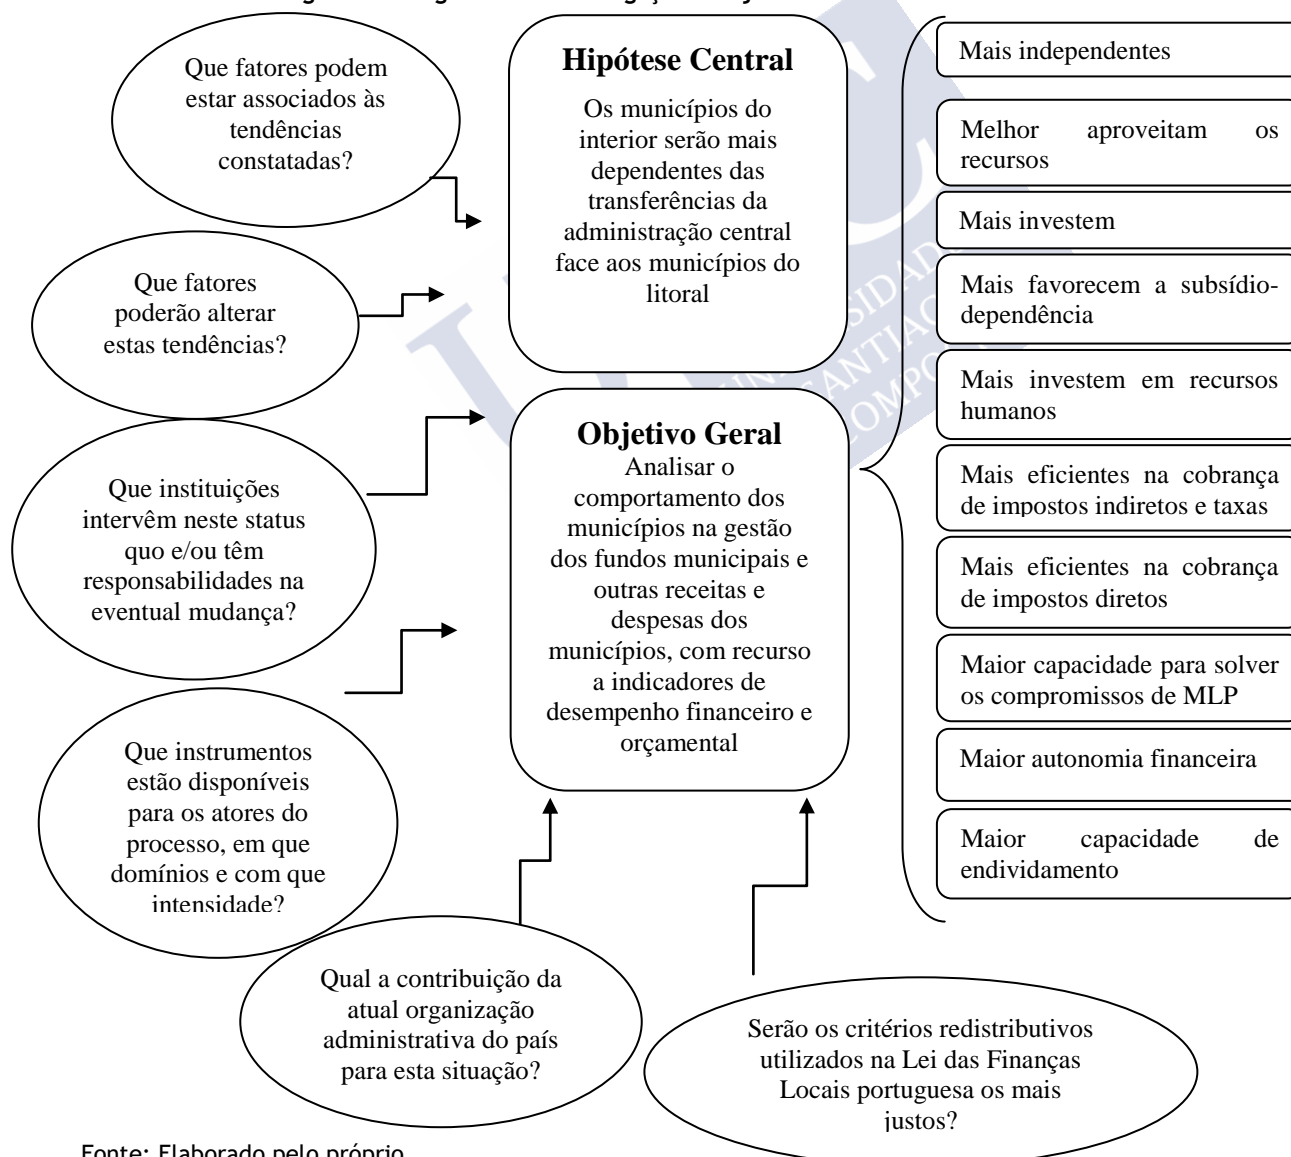 Que fatores podem
estar associados às
tendências
constatadas?
Que fatores
poderão alterar
estas tendências?
Que instituições
intervêm neste status
quo e/ou têm
responsabilidades na
eventual mudança?
Que instrumentos
estão disponíveis
para os atores do
processo, em que
domínios e com que
intensidade?
Qual a contribuição da
atual organização
administrativa do país
para esta situação?
Serão os critérios redistributivos
utilizados na Lei das Finanças
Locais portuguesa os mais
justos?
Hipótese Central
Os municípios do
interior serão mais
dependentes das
transferências da
administração central
face aos municípios do
litoral
Objetivo Geral
Analisar o
comportamento dos
municípios na gestão
dos fundos municipais e
outras receitas e
despesas dos
municípios, com recurso
a indicadores de
desempenho financeiro e
orçamental
Mais independentes
Melhor aproveitam os
recursos
Mais investem
Mais favorecem a subsídio-
dependência
Mais investem em recursos
humanos
Mais eficientes na cobrança
de impostos indiretos e taxas
Mais eficientes na cobrança
de impostos diretos
Maior capacidade para solver
os compromissos de MLP
Maior autonomia financeira
Maior capacidade de
endividamento
Fonte: Elaborado pelo próprio